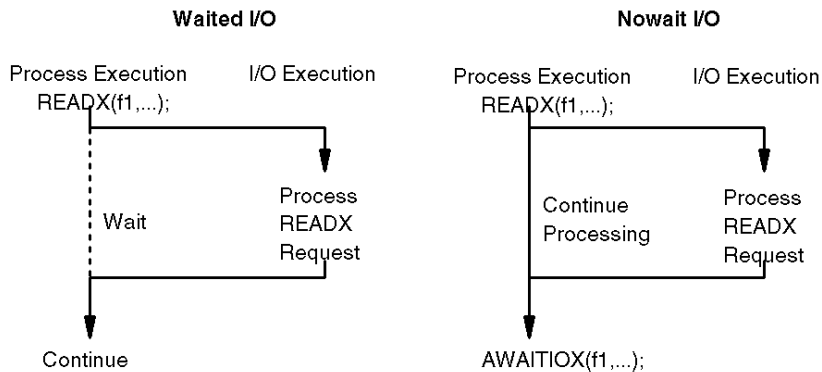 Waited I/O
Process Execution I/O Execution
READX(f1,...);
Wait
Process
READX
Request
Continue
Nowait I/O
Process Execution I/O Execution
READX(f1,...);
Continue
Processing
Process
READX
Request
AWAITIOX(f1,...);